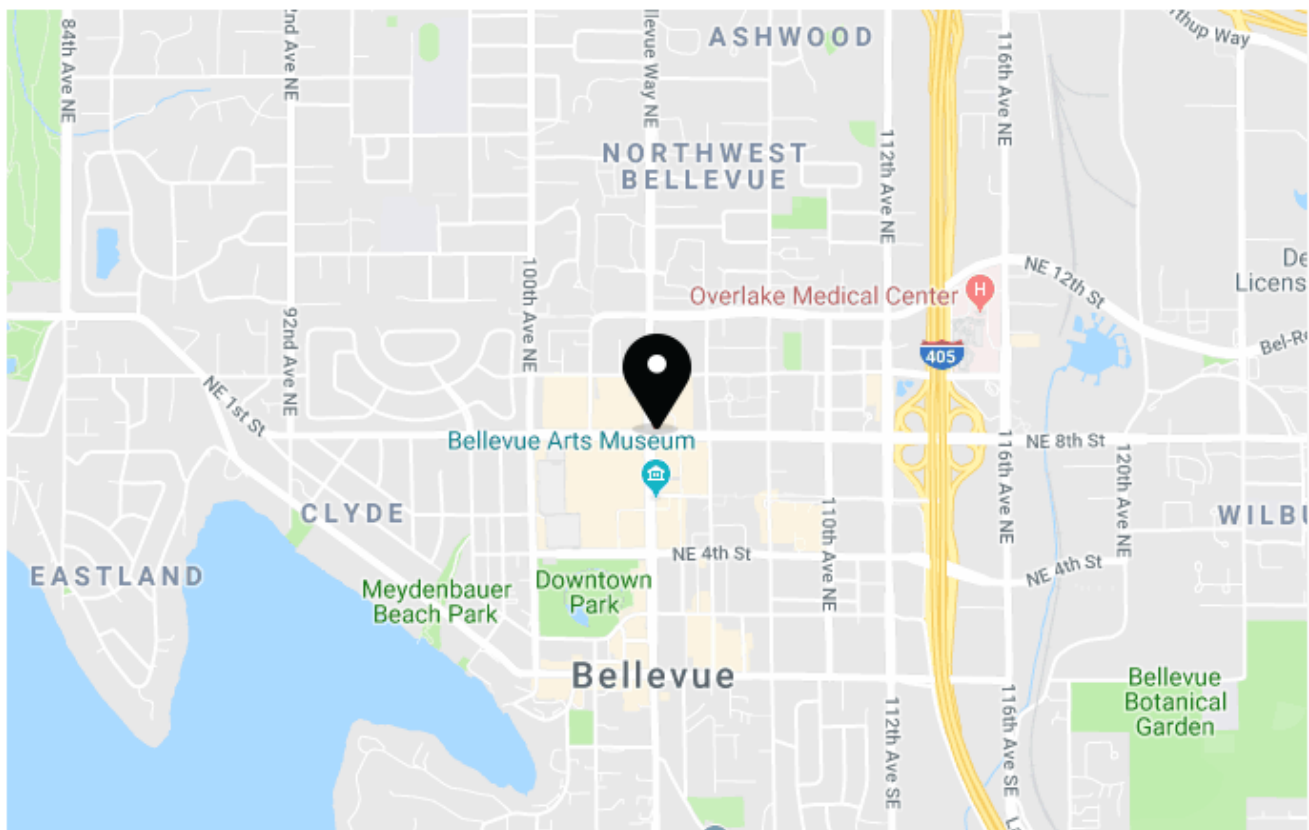 84th Ave NE
2nd Ave NE
llevue Way NE
ASHWOOD
116th Ave NE
thup Way
NORTHWEST
BELLEVUE
112th Ave NE
100th Ave NE
NE 12th St
De
Licens
Overlake Medical Center
H
92nd Ave NE
405
Bel-Re
NE 1st St
Bellevue Arts Museum
NE 8th St
116th Ave NE
120th Ave NE
CLYDE
110th Ave NE
WILBU
NE 4th St
NE 4th St
EASTLAND
Meydenbauer
Beach Park
Downtown
Park
Bellevue
Bellevue
Botanical
Garden
112th Ave SE
116th Ave SE